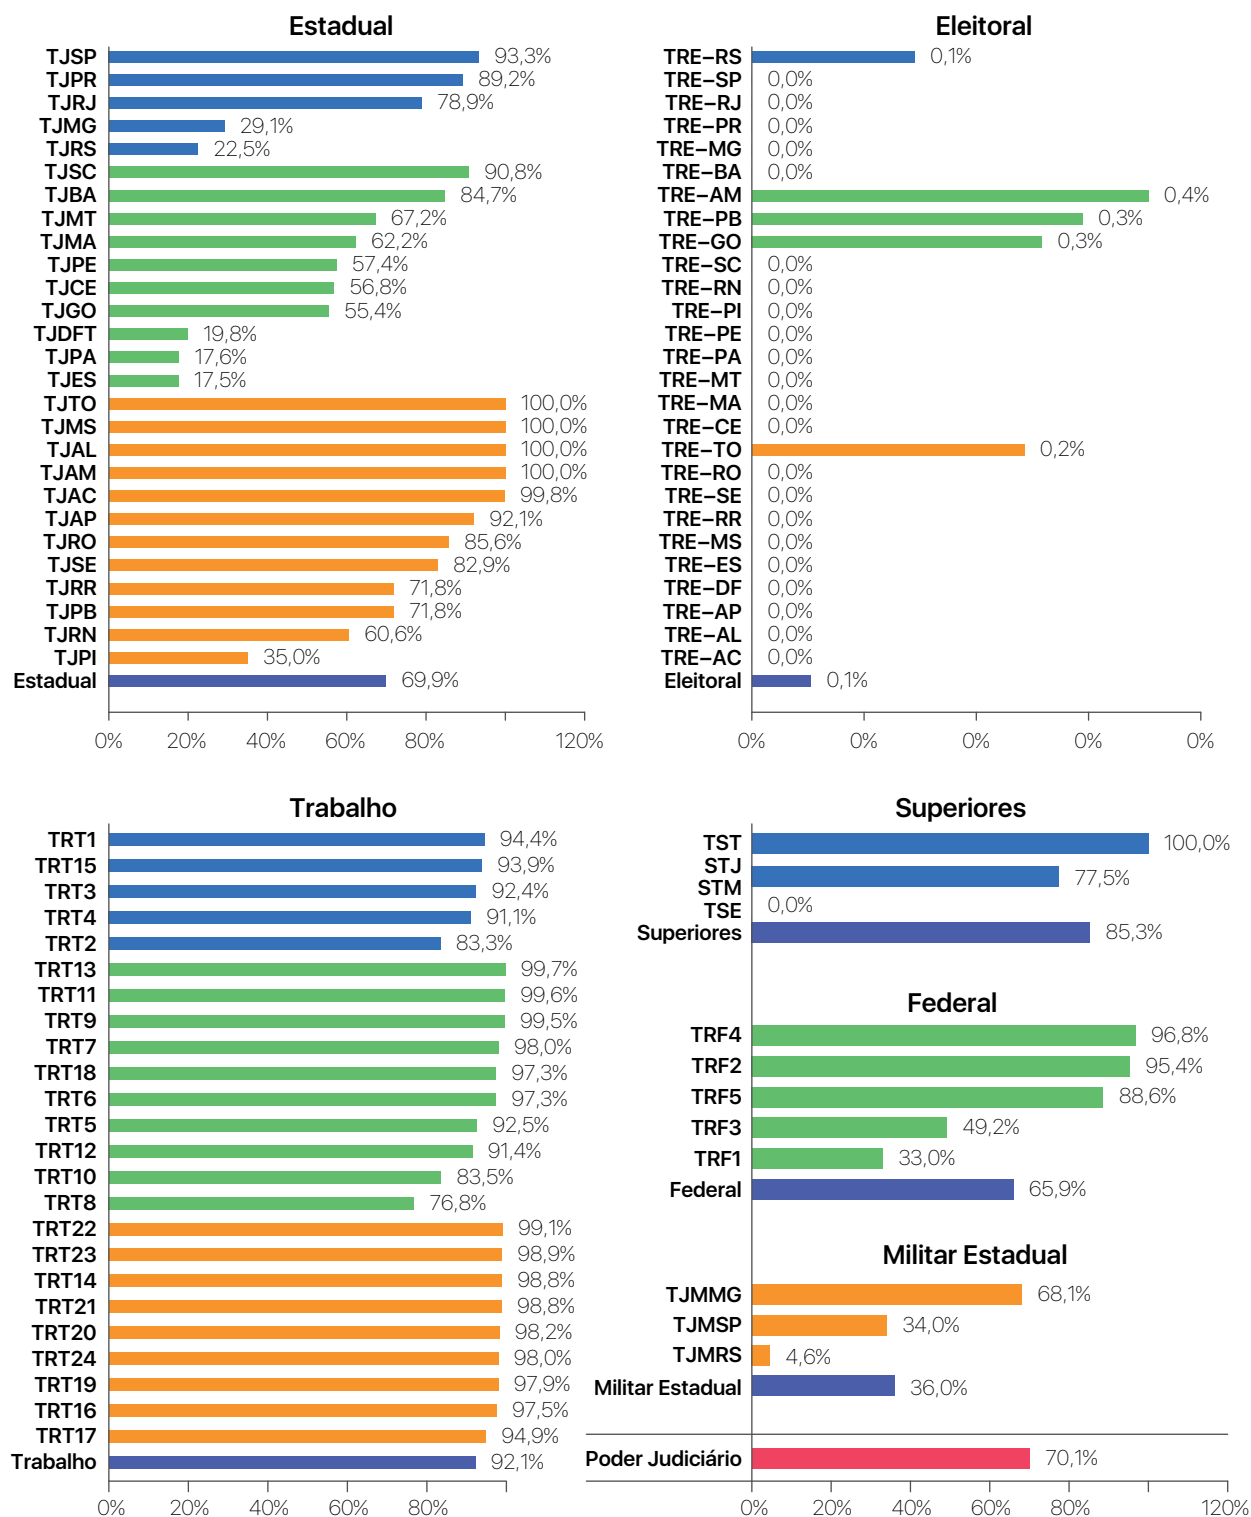 Estadual
TJSP 93,3%
TJPR 89,2%
TJRJ 78,9%
TJMG 29,1%
TJRS 22,5%
TJSC 90,8%
TJBA 84,7%
TJMT 67,2%
TJMA 62,2%
TJPE 57,4%
TJCE 56,8%
TJGO 55,4%
TJDFT 19,8%
TJPA 17,6%
TJES 17,5%
TJTO 100,0%
TJMS 100,0%
TJAL 100,0%
TJAM 100,0%
TJAC 99,8%
TJAP 92,1%
TJRO 85,6%
TJSE 82,9%
TJRR 71,8%
TJPB 71,8%
TJRN 60,6%
TJPI 35,0%
Estadual 69,9%
0% 20% 40% 60% 80% 120%
Eleitoral
TRE–RS 0,1%
TRE–SP 0,0%
TRE–RJ 0,0%
TRE–PR 0,0%
TRE–MG 0,0%
TRE–BA 0,0%
TRE–AM 0,4%
TRE–PB 0,3%
TRE–GO 0,3%
TRE–SC 0,0%
TRE–RN 0,0%
TRE–PI 0,0%
TRE–PE 0,0%
TRE–PA 0,0%
TRE–MT 0,0%
TRE–MA 0,0%
TRE–CE 0,0%
TRE–TO 0,2%
TRE–RO 0,0%
TRE–SE 0,0%
TRE–RR 0,0%
TRE–MS 0,0%
TRE–ES 0,0%
TRE–DF 0,0%
TRE–AP 0,0%
TRE–AL 0,0%
TRE–AC 0,0%
Eleitoral 0,1%
0% 0% 0% 0% 0%
Trabalho
TRT1 94,4%
TRT15 93,9%
TRT3 92,4%
TRT4 91,1%
TRT2 83,3%
TRT13 99,7%
TRT11 99,6%
TRT9 99,5%
TRT7 98,0%
TRT18 97,3%
TRT6 97,3%
TRT5 92,5%
TRT12 91,4%
TRT10 83,5%
TRT8 76,8%
TRT22 99,1%
TRT23 98,9%
TRT14 98,8%
TRT21 98,8%
TRT20 98,2%
TRT24 98,0%
TRT19 97,9%
TRT16 97,5%
TRT17 94,9%
Trabalho 92,1%
0% 20% 40% 60% 80%
Superiores
TST 100,0%
STJ 77,5%
STM
TSE 0,0%
Superiores 85,3%
Federal
TRF4 96,8%
TRF2 95,4%
TRF5 88,6%
TRF3 49,2%
TRF1 33,0%
Federal 65,9%
Militar Estadual
TJMMG 68,1%
TJMSP 34,0%
TJMRS 4,6%
Militar Estadual 36,0%
Poder Judiciário 70,1%
0% 20% 40% 60% 80% 120%